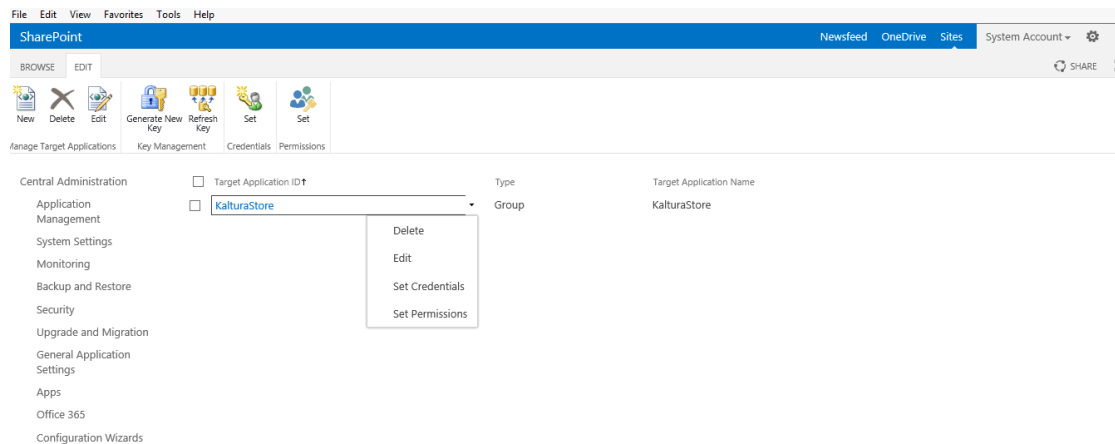 File Edit View Favorites Tools Help
SharePoint Newsfeed OneDrive Sites System Account
BROWSE EDIT SHARE
New Delete Edit Generate New Key Refresh Key Set Set
Manage Target Applications Key Management Credentials Permissions
Central Administration Target Application ID↑ Type Target Application Name
Application Management KalturaStore Group KalturaStore
Delete
System Settings
Edit
Monitoring
Backup and Restore Set Credentials
Security Set Permissions
Upgrade and Migration
General Application
Settings
Apps
Office 365
Configuration Wizards